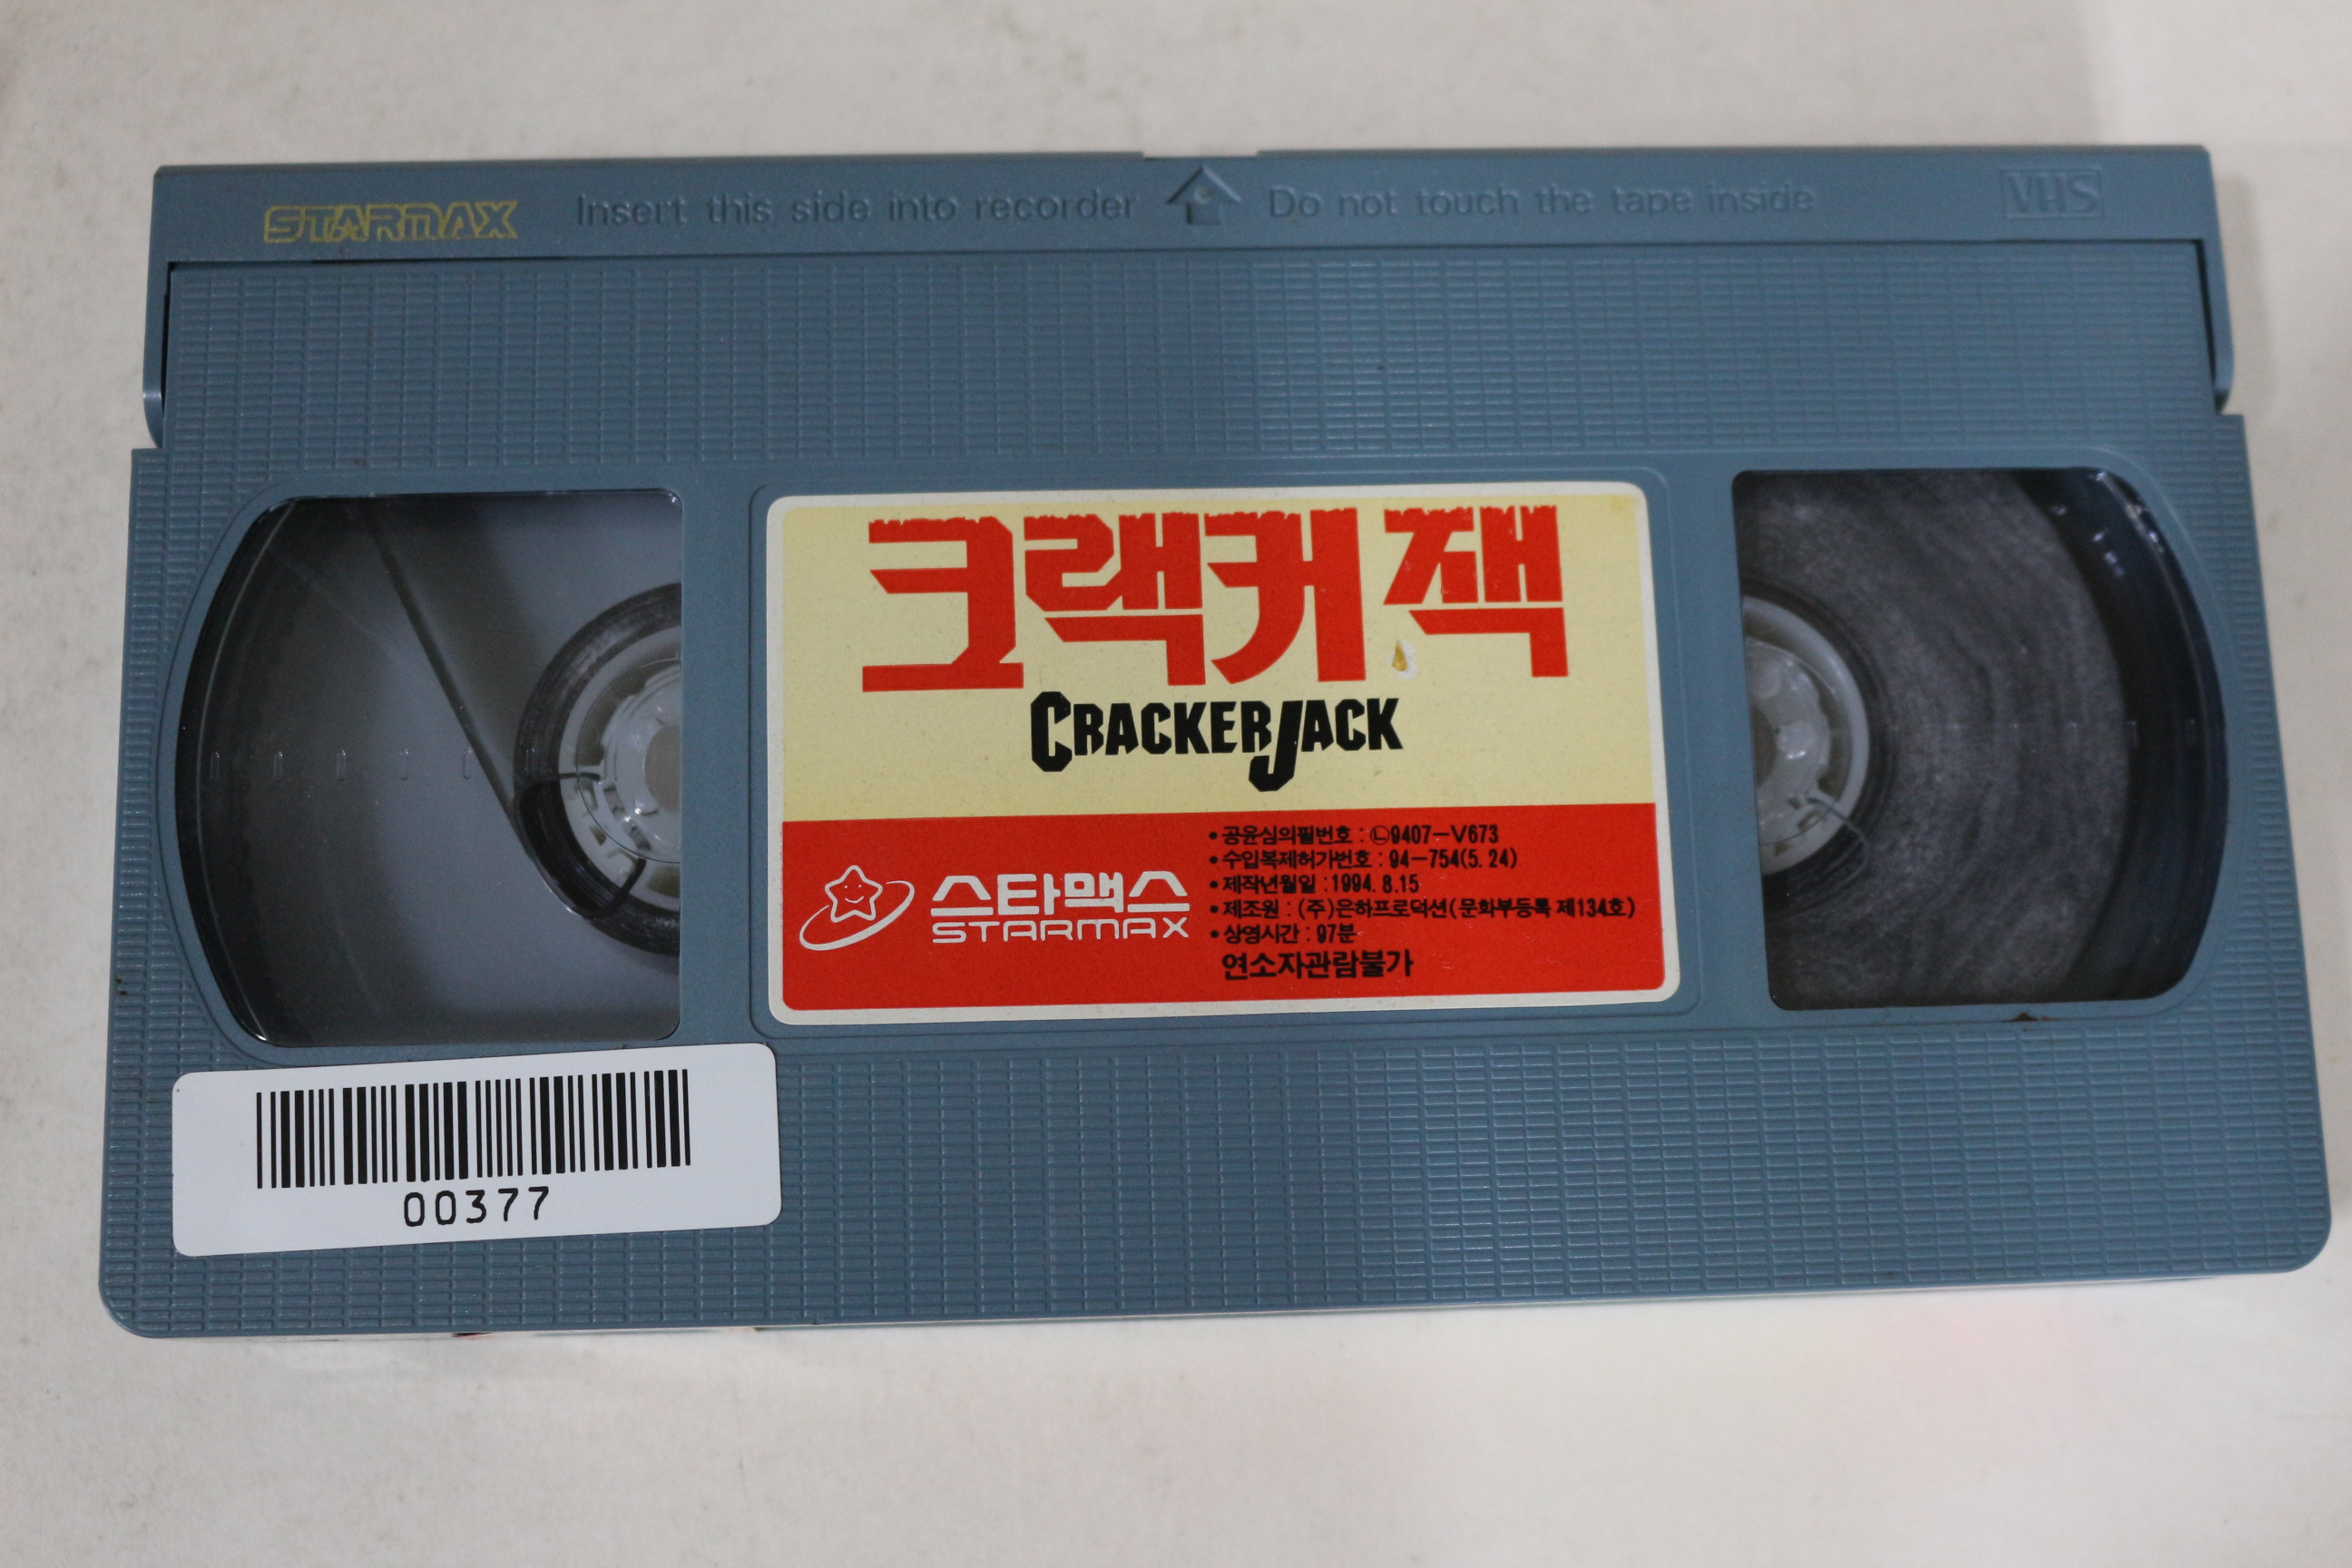 STARMAX Insert this side into recorder Do not touch the tape inside VHS
크랙커 잭
CRACKERJACK
스타맥스
STARMAX
•공윤심의필번호 : ㉡9407-V673
•수입복제허가번호 : 94-754(5.24)
•제작년월일 :1994.8.15
•제조원 : (주)은하프로덕션(문화부등록 제134호)
•상영시간 : 97분
연소자관람불가
00377